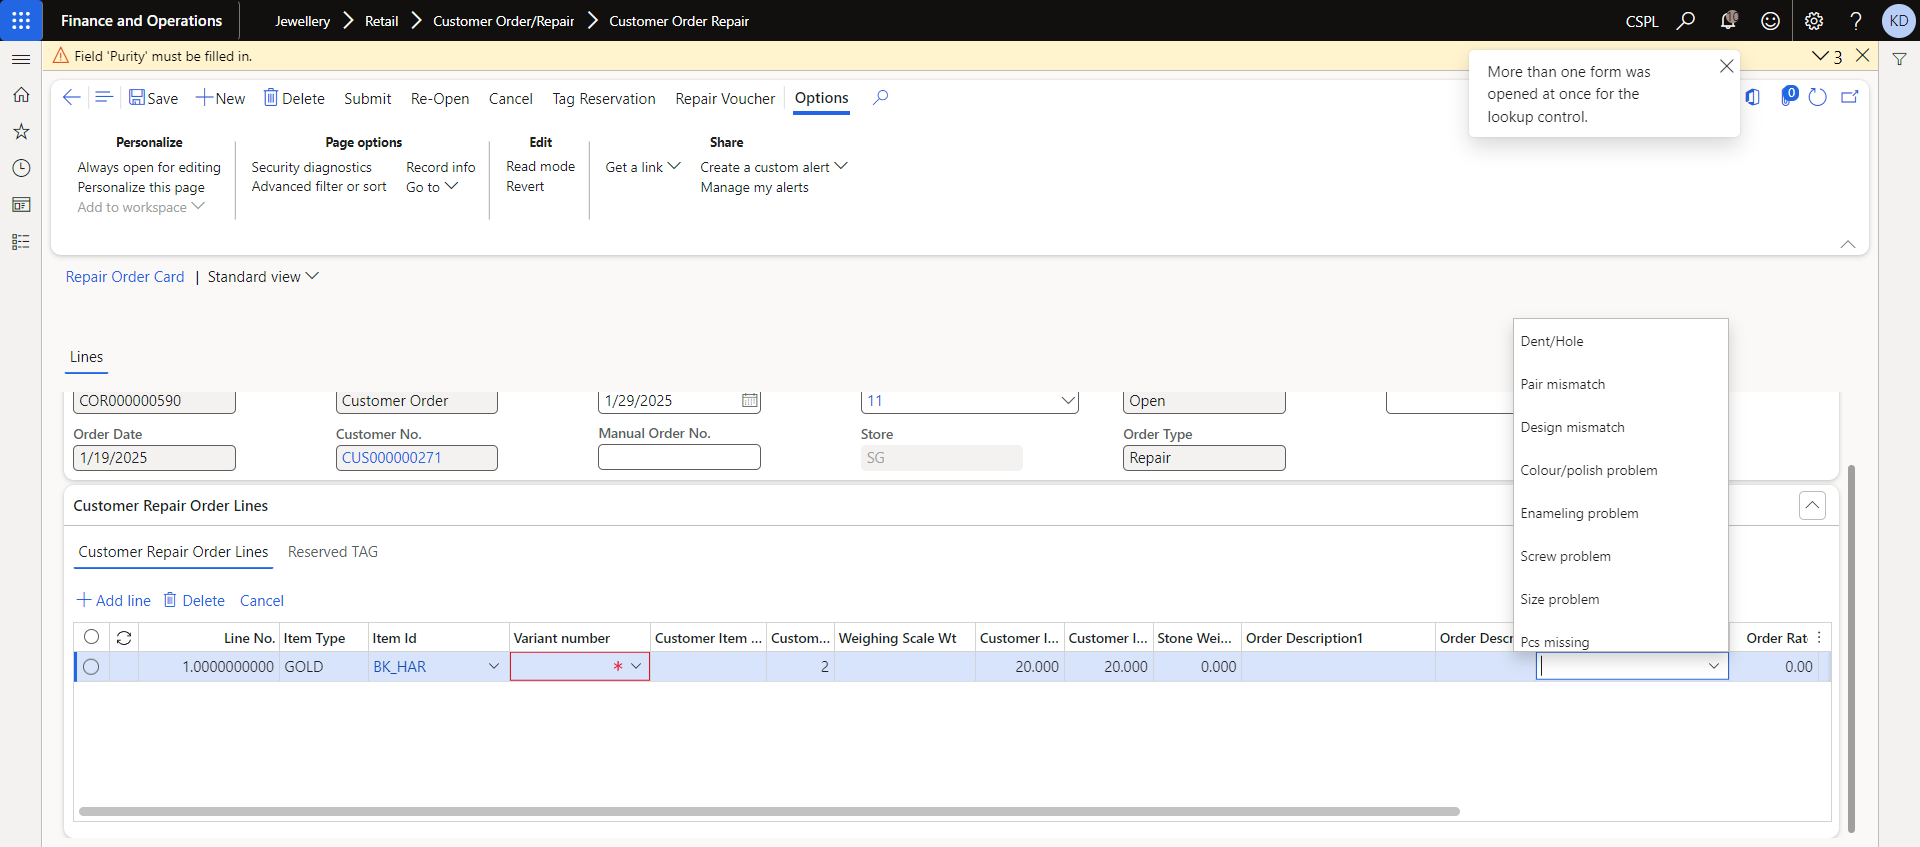 Finance and Operations
Jewellery
Retail
Customer Order/Repair
Customer Order Repair
CSPL
KD
Field 'Purity' must be filled in.
3
More than one form was
opened at once for the
lookup control.
Save
New
Delete
Submit
Re-Open
Cancel
Tag Reservation
Repair Voucher
Options
0
Personalize
Always open for editing
Personalize this page
Add to workspace
Page options
Security diagnostics
Advanced filter or sort
Record info
Go to
Edit
Read mode
Revert
Share
Get a link
Create a custom alert
Manage my alerts
Repair Order Card | Standard view
Lines
COR000000590
Customer Order
1/29/2025
11
Open
Order Date
1/19/2025
Customer No.
CUS000000271
Manual Order No.
Store
SG
Order Type
Repair
Dent/Hole
Pair mismatch
Design mismatch
Colour/polish problem
Enameling problem
Screw problem
Size problem
Pcs missing
Customer Repair Order Lines
Customer Repair Order Lines
Reserved TAG
Add line
Delete
Cancel
Line No. Item Type Item Id Variant number Customer Item ... Custom... Weighing Scale Wt Customer I... Customer I... Stone Wei... Order Description1 Order Descr Order Rat
1.0000000000 GOLD BK_HAR * 2 20.000 20.000 0.000 0.00